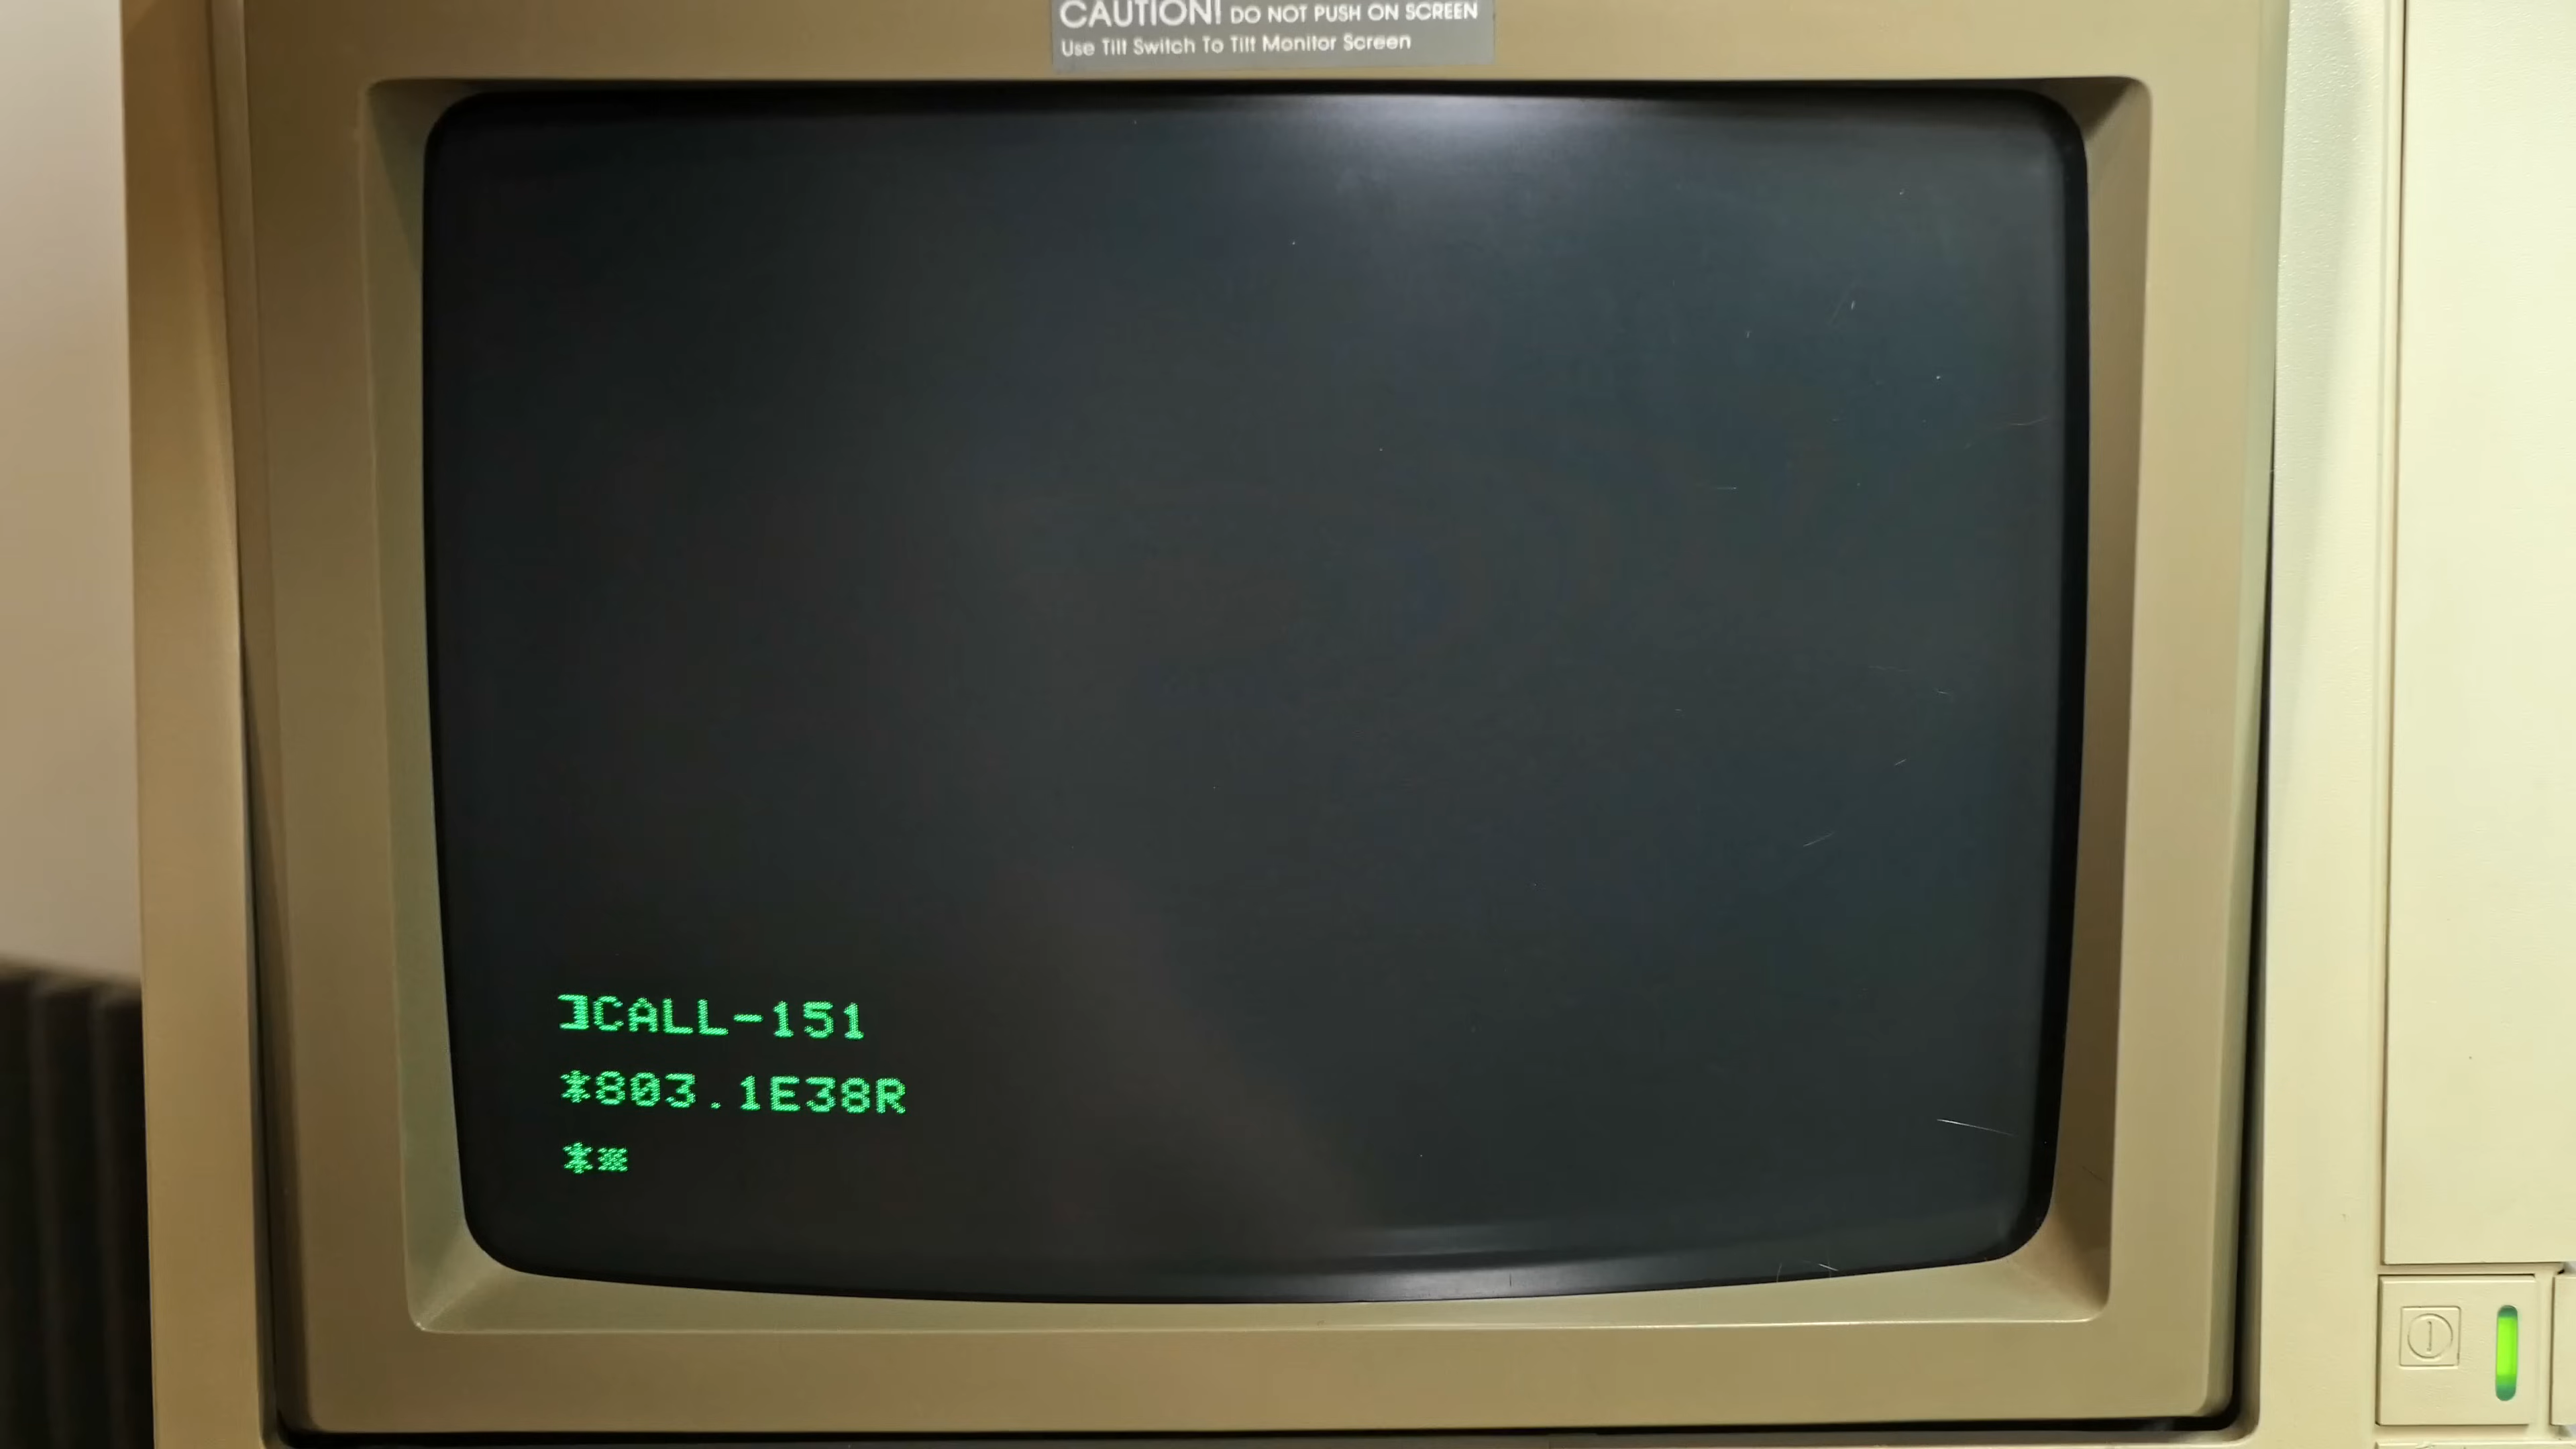 CAUTION! DO NOT PUSH ON SCREEN
Use Tilt Switch To Tilt Monitor Screen
]CALL-151
*803.1E38R
*